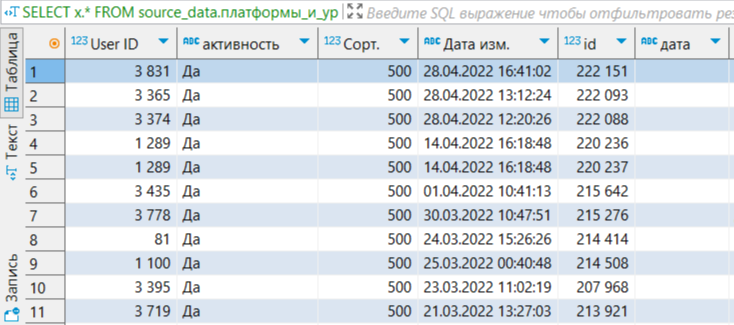 SELECT x.* FROM source_data.платформы_и_ур Введите SQL выражение чтобы отфильтровать рез
Таблица
Текст
Запись
123 User ID ABC активность 123 Сорт. ABC Дата изм. 123 id ABC дата
1 3 831 Да 500 28.04.2022 16:41:02 222 151
2 3 365 Да 500 28.04.2022 13:12:24 222 093
3 3 374 Да 500 28.04.2022 12:20:26 222 088
4 1 289 Да 500 14.04.2022 16:18:48 220 236
5 1 289 Да 500 14.04.2022 16:18:48 220 237
6 3 435 Да 500 01.04.2022 10:41:13 215 642
7 3 778 Да 500 30.03.2022 10:47:51 215 276
8 81 Да 500 24.03.2022 15:26:26 214 414
9 1 100 Да 500 25.03.2022 00:40:48 214 508
10 3 395 Да 500 23.03.2022 11:02:19 207 968
11 3 719 Да 500 21.03.2022 13:27:03 213 921